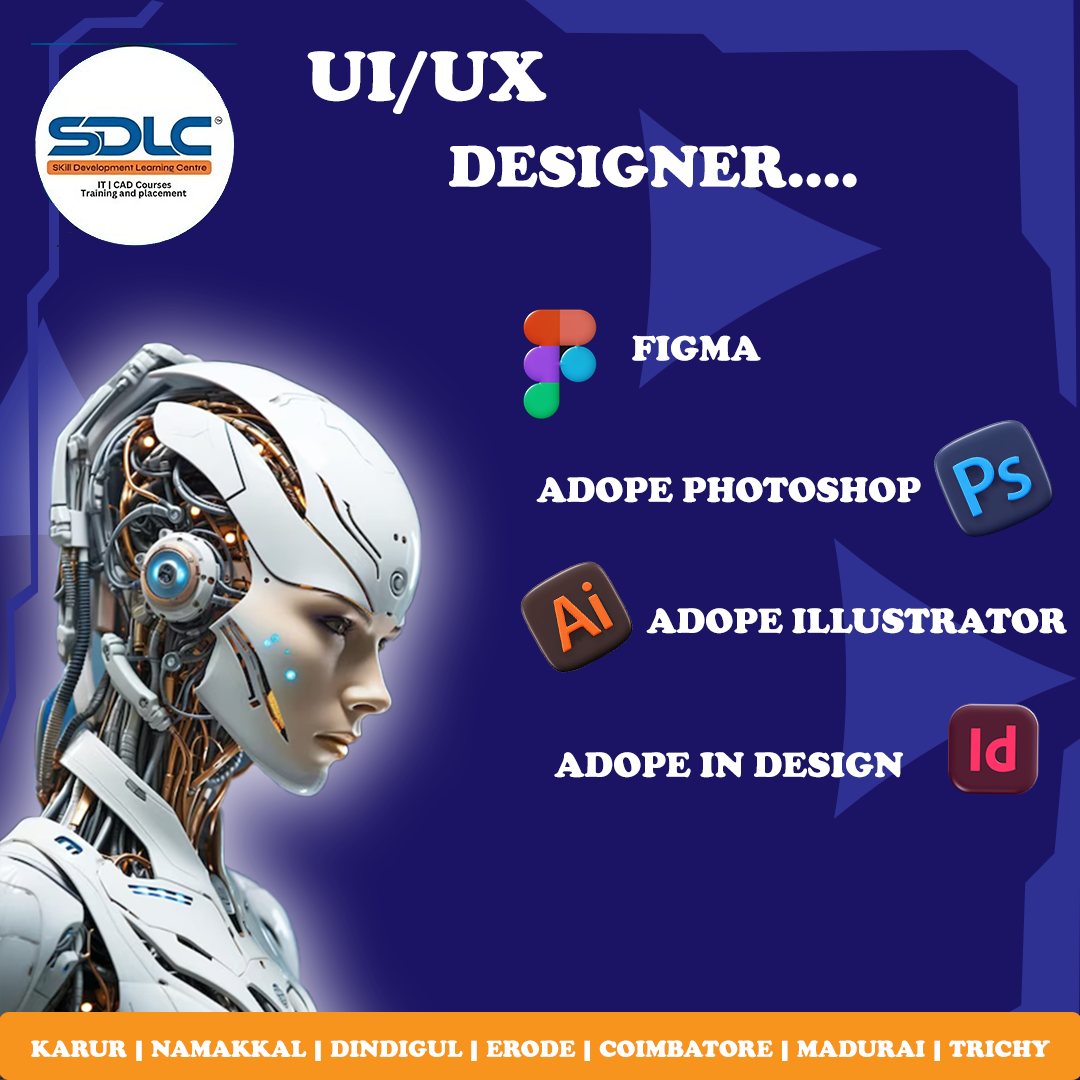 UI/UX
DESIGNER....
SDLC™
SKill Development Learning Centre
IT | CAD Courses
Training and placement
FIGMA
ADOPE PHOTOSHOP
Ps
Ai
ADOPE ILLUSTRATOR
ADOPE IN DESIGN
Id
KARUR | NAMAKKAL | DINDIGUL | ERODE | COIMBATORE | MADURAI | TRICHY